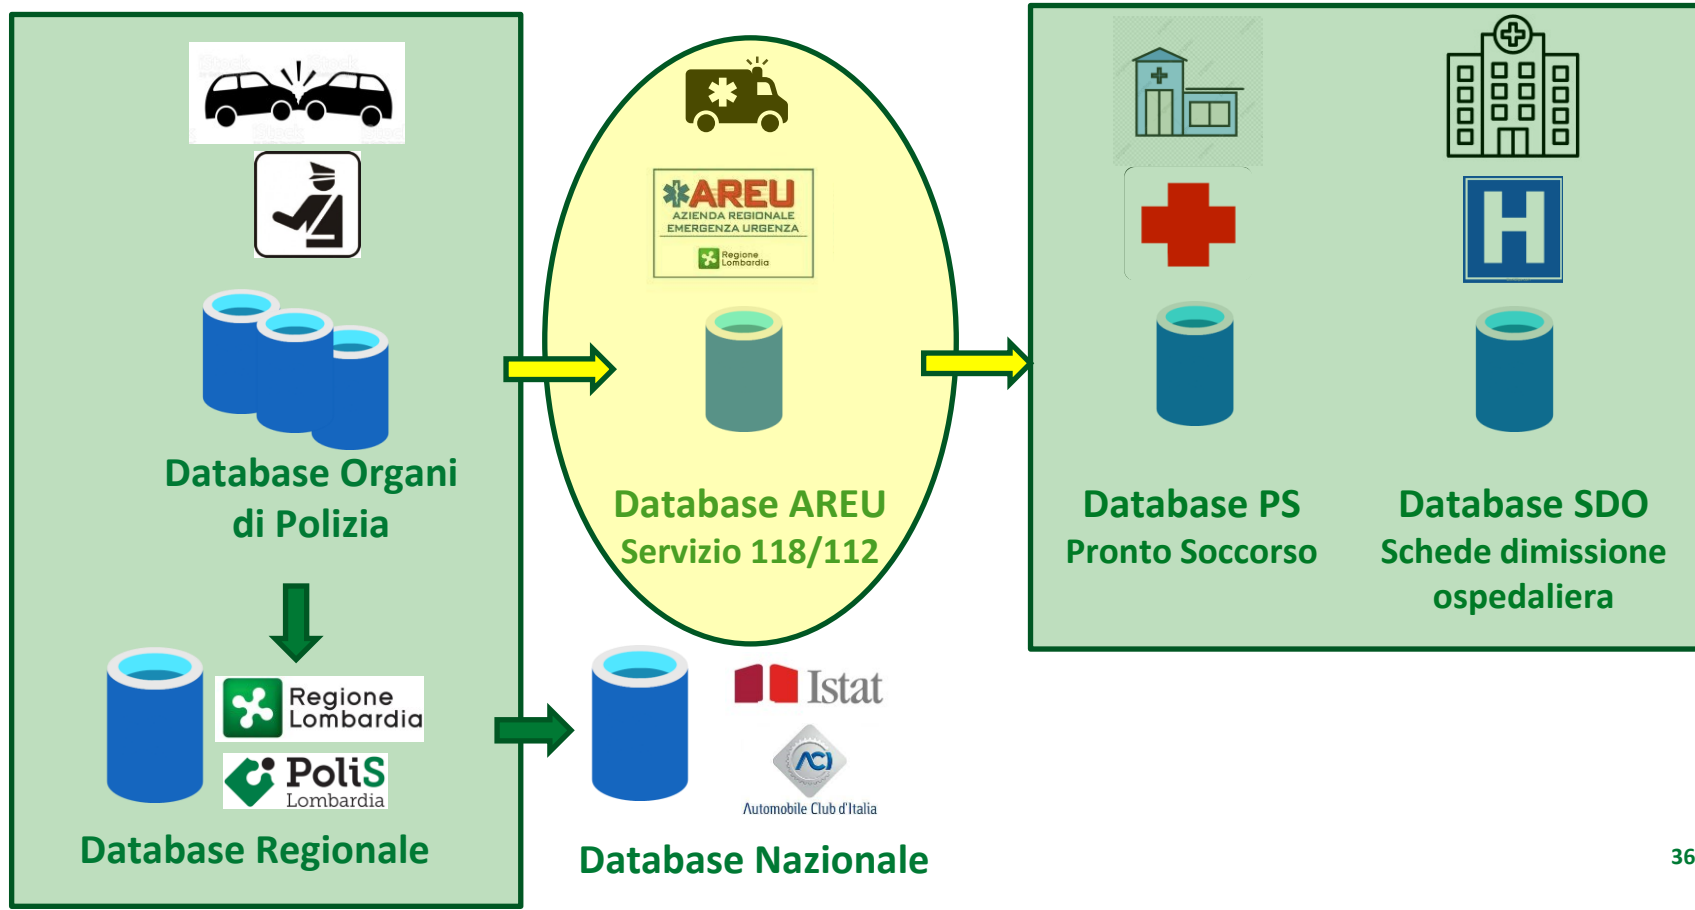 AREU
AZIENDA REGIONALE
EMERGENZA URGENZA
Regione
Lombardia
H
Database Organi
di Polizia
Database AREU
Servizio 118/112
Database PS
Pronto Soccorso
Database SDO
Schede dimissione
ospedaliera
Regione
Lombardia
PoliS
Lombardia
Database Regionale
Istat
ACI
Automobile Club d'Italia
Database Nazionale
36